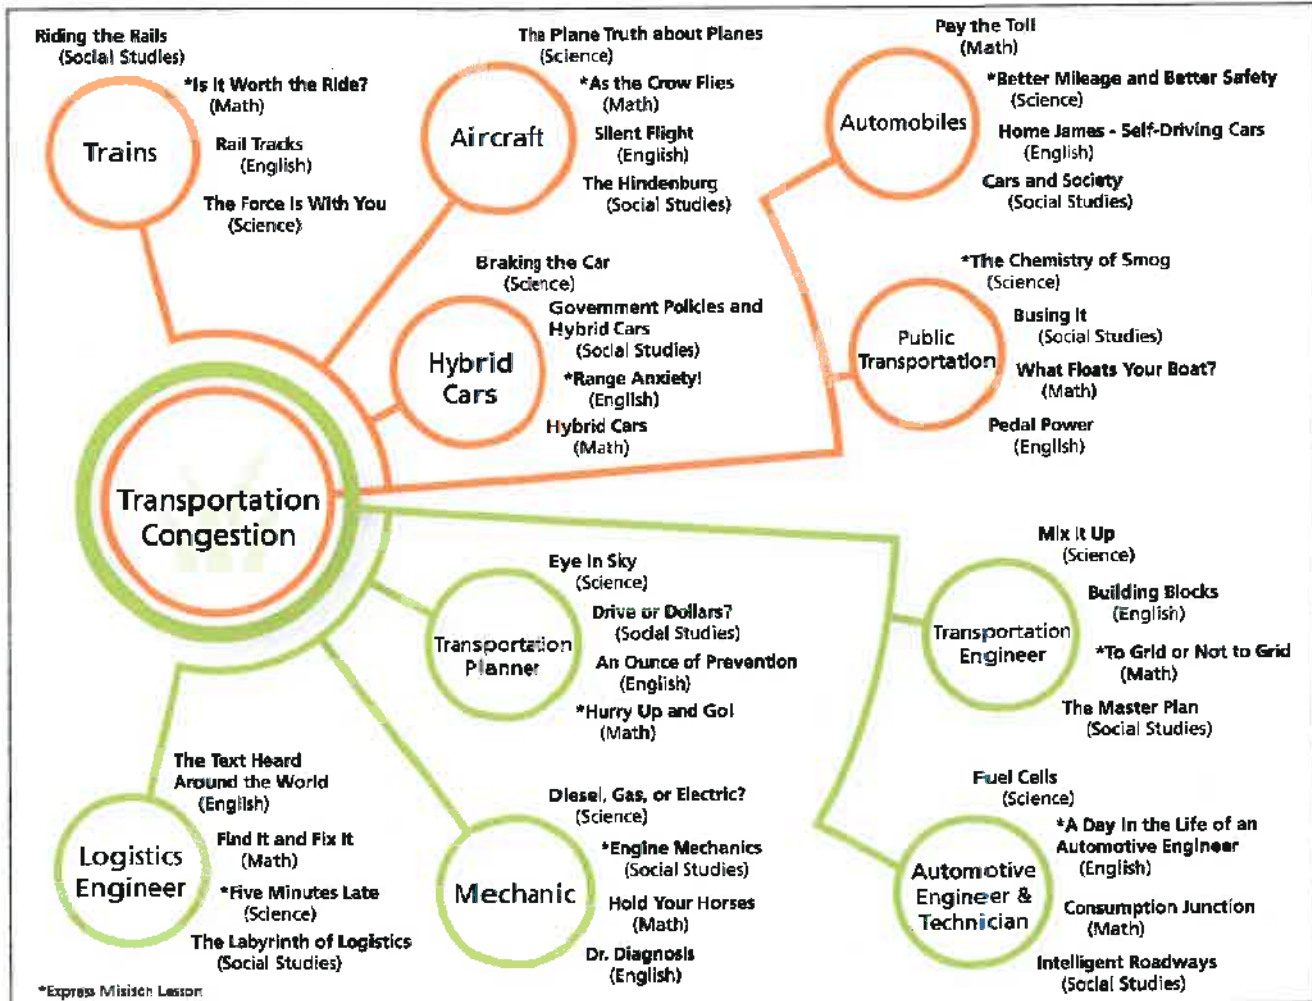 Riding the Rails
(Social Studies)
*Is It Worth the Ride?
(Math)
Trains
Rail Tracks
(English)
The Force Is With You
(Science)
The Plane Truth about Planes
(Science)
*As the Crow Flies
(Math)
Aircraft
Silent Flight
(English)
The Hindenburg
(Social Studies)
Pay the Toll
(Math)
*Better Mileage and Better Safety
(Science)
Automobiles
Home James - Self-Driving Cars
(English)
Cars and Society
(Social Studies)
Braking the Car
(Science)
Government Policies and
Hybrid Cars
(Social Studies)
Hybrid
Cars
*Range Anxiety!
(English)
Hybrid Cars
(Math)
*The Chemistry of Smog
(Science)
Busing It
(Social Studies)
Public
Transportation
What Floats Your Boat?
(Math)
Pedal Power
(English)
Transportation
Congestion
Eye In Sky
(Science)
Drive or Dollars?
(Social Studies)
Transportation
Planner
An Ounce of Prevention
(English)
*Hurry Up and Go!
(Math)
Mix It Up
(Science)
Building Blocks
(English)
Transportation
Engineer
*To Grid or Not to Grid
(Math)
The Master Plan
(Social Studies)
The Text Heard
Around the World
(English)
Find It and Fix It
(Math)
Logistics
Engineer
*Five Minutes Late
(Science)
The Labyrinth of Logistics
(Social Studies)
Diesel, Gas, or Electric?
(Science)
*Engine Mechanics
(Social Studies)
Mechanic
Hold Your Horses
(Math)
Dr. Diagnosis
(English)
Fuel Cells
(Science)
*A Day In the Life of an
Automotive Engineer
(English)
Automotive
Engineer &
Technician
Consumption Junction
(Math)
Intelligent Roadways
(Social Studies)
*Express Misitsh Lesson